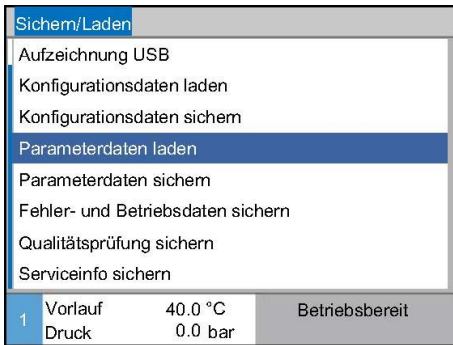 Sichern/Laden
Aufzeichnung USB
Konfigurationsdaten laden
Konfigurationsdaten sichern
Parameterdaten laden
Parameterdaten sichern
Fehler- und Betriebsdaten sichern
Qualitätsprüfung sichern
Serviceinfo sichern
1 Vorlauf 40.0 °C Betriebsbereit
Druck 0.0 bar